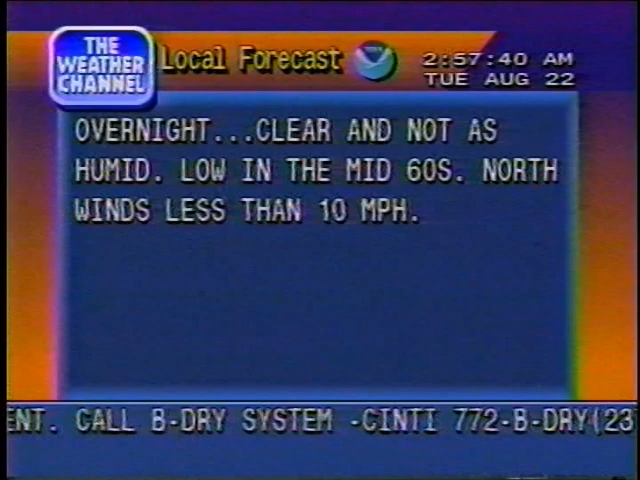 THE
WEATHER
CHANNEL
Local Forecast
NOAA
2:57:40 AM
TUE AUG 22
OVERNIGHT...CLEAR AND NOT AS
HUMID. LOW IN THE MID 60S. NORTH
WINDS LESS THAN 10 MPH.
ENT. CALL B-DRY SYSTEM -CINTI 772-B-DRY(23